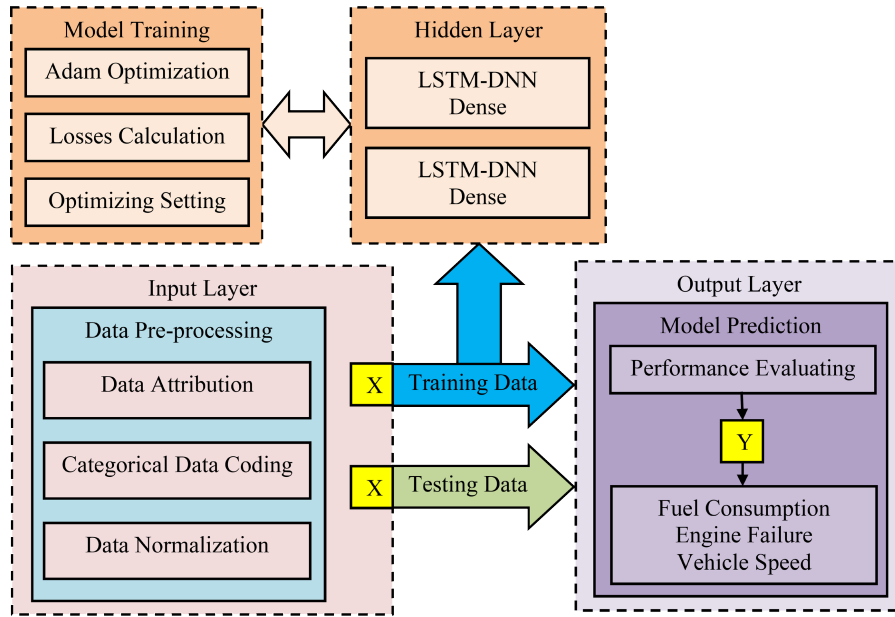 Model Training
Adam Optimization
Losses Calculation
Optimizing Setting
Hidden Layer
LSTM-DNN
Dense
LSTM-DNN
Dense
Input Layer
Data Pre-processing
Data Attribution
Categorical Data Coding
Data Normalization
X
Training Data
X
Testing Data
Output Layer
Model Prediction
Performance Evaluating
Y
Fuel Consumption
Engine Failure
Vehicle Speed